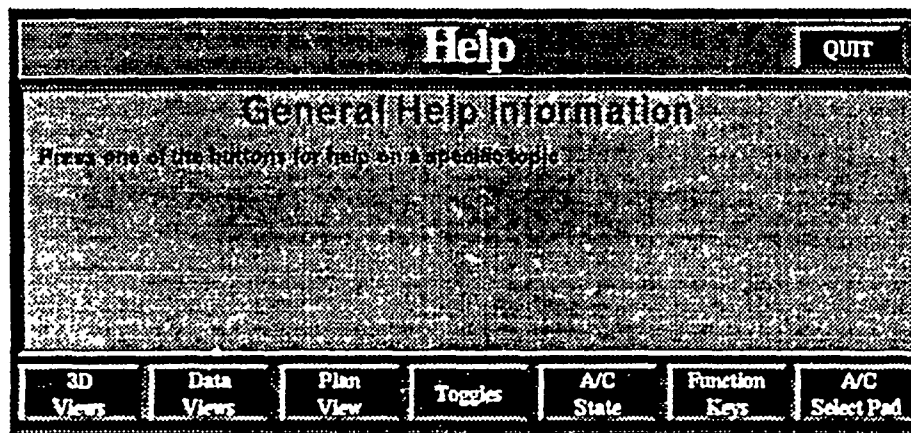 Help
QUIT
General Help Information
Press one of the buttons for help on a specific topic
3D
Views
Data
Views
Plan
View
Toggles
A/C
State
Function
Keys
A/C
Select Pad